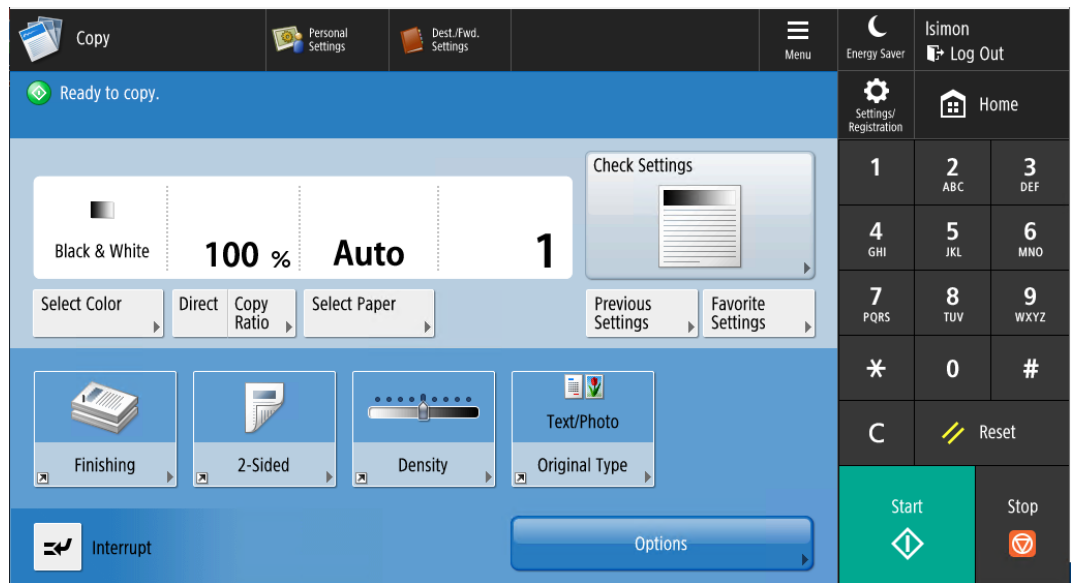 Copy
Personal
Settings
Dest./Fwd.
Settings
Menu
Energy Saver
Isimon
Log Out
Ready to copy.
Settings/
Registration
Home
Check Settings
Black & White
100 %
Auto
1
Select Color
Direct
Copy
Ratio
Select Paper
Previous
Settings
Favorite
Settings
1
2
ABC
3
DEF
4
GHI
5
JKL
6
MNO
7
PQRS
8
TUV
9
WXYZ
*
0
#
C
Reset
Text/Photo
Finishing
2-Sided
Density
Original Type
Interrupt
Options
Start
Stop